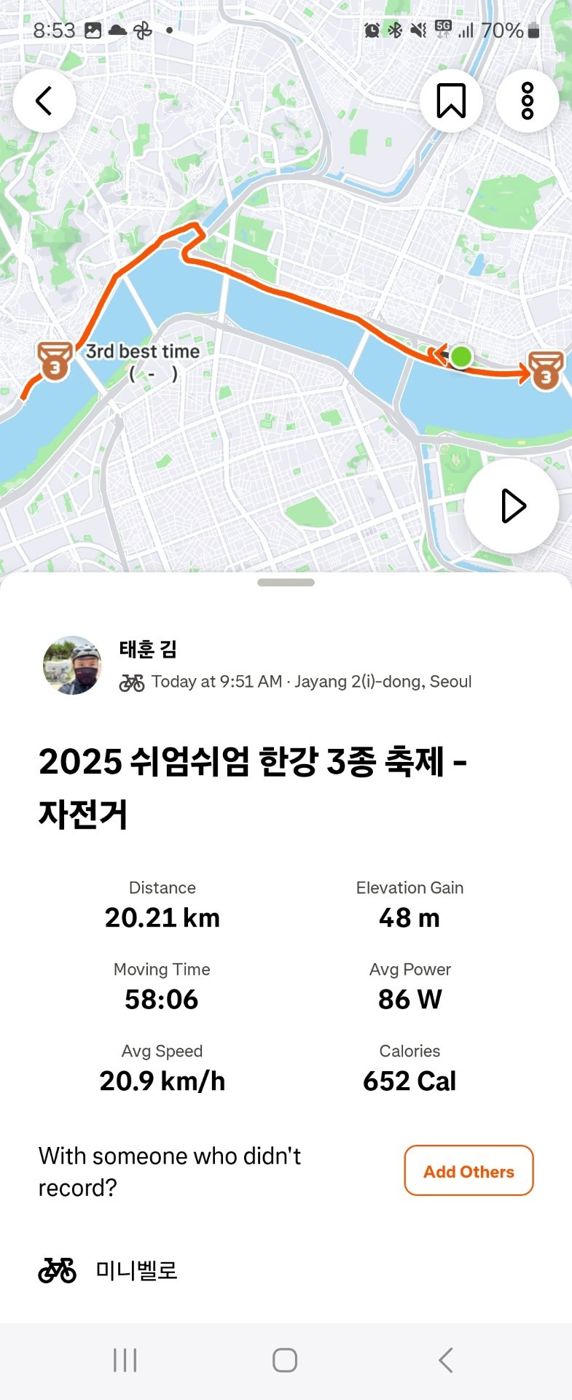 8:53 5G 70%
3
3rd best time
( - )
3
태훈 김
Today at 9:51 AM · Jayang 2(i)-dong, Seoul
2025 쉬엄쉬엄 한강 3종 축제 -
자전거
Distance Elevation Gain
20.21 km 48 m
Moving Time Avg Power
58:06 86 W
Avg Speed Calories
20.9 km/h 652 Cal
With someone who didn't
record?
Add Others
미니벨로